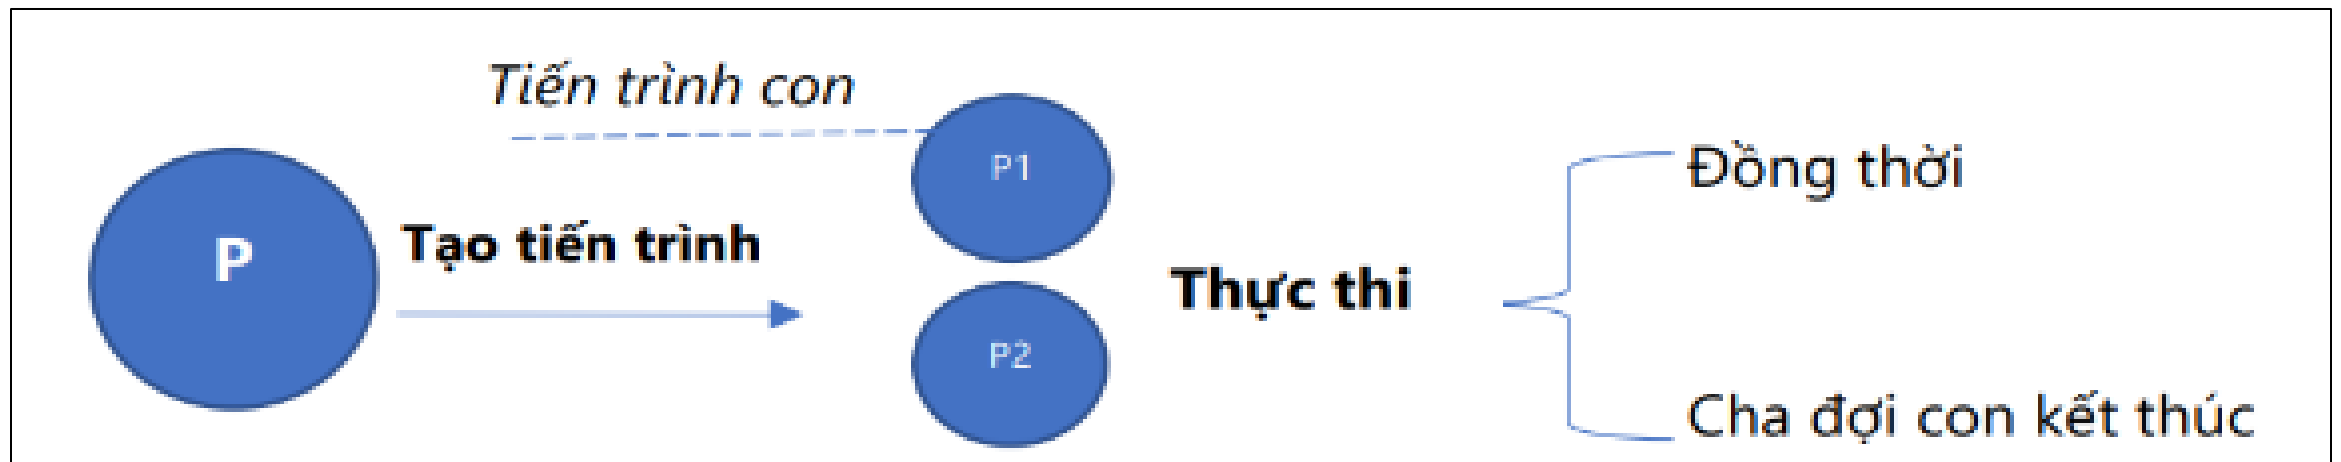 Tiến trình con
P
Tạo tiến trình
P1
P2
Thực thi
Đồng thời
Cha đợi con kết thúc